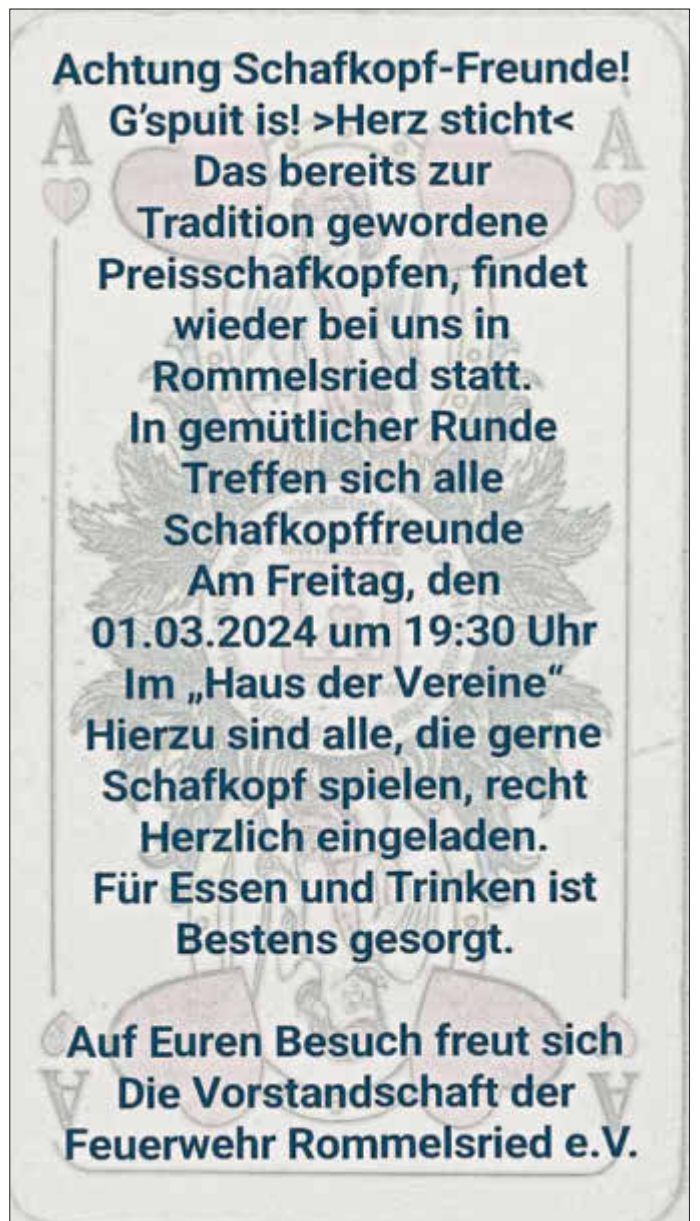 Achtung Schafkopf-Freunde!
G'spuit is! >Herz sticht<
Das bereits zur
Tradition gewordene
Preisschafkopfen, findet
wieder bei uns in
Rommelsried statt.
In gemütlicher Runde
Treffen sich alle
Schafkopffreunde
Am Freitag, den
01.03.2024 um 19:30 Uhr
Im „Haus der Vereine“
Hierzu sind alle, die gerne
Schafkopf spielen, recht
Herzlich eingeladen.
Für Essen und Trinken ist
Bestens gesorgt.
Auf Euren Besuch freut sich
Die Vorstandschaft der
Feuerwehr Rommelsried e.V.
A
A
A
A